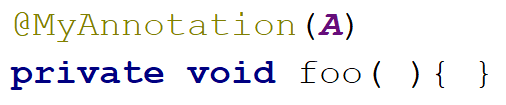 @MyAnnotation(A)
private void foo( ){ }